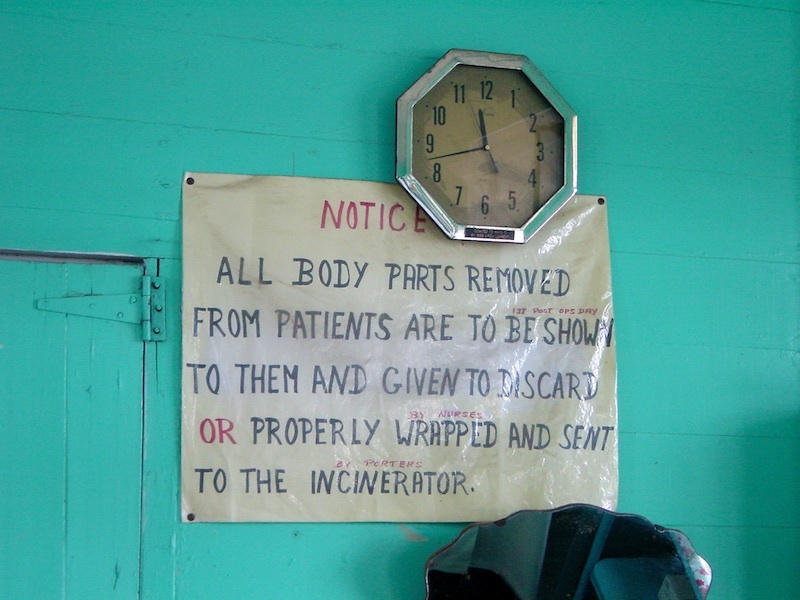 12
11
1
10
2
9
3
8
4
7
5
6
NOTICE
ALL BODY PARTS REMOVED
1ST POST OPS DAY
FROM PATIENTS ARE TO BE SHOWN
TO THEM AND GIVEN TO DISCARD
BY NURSES
OR PROPERLY WRAPPED AND SENT
BY PORTERS
TO THE INCINERATOR.